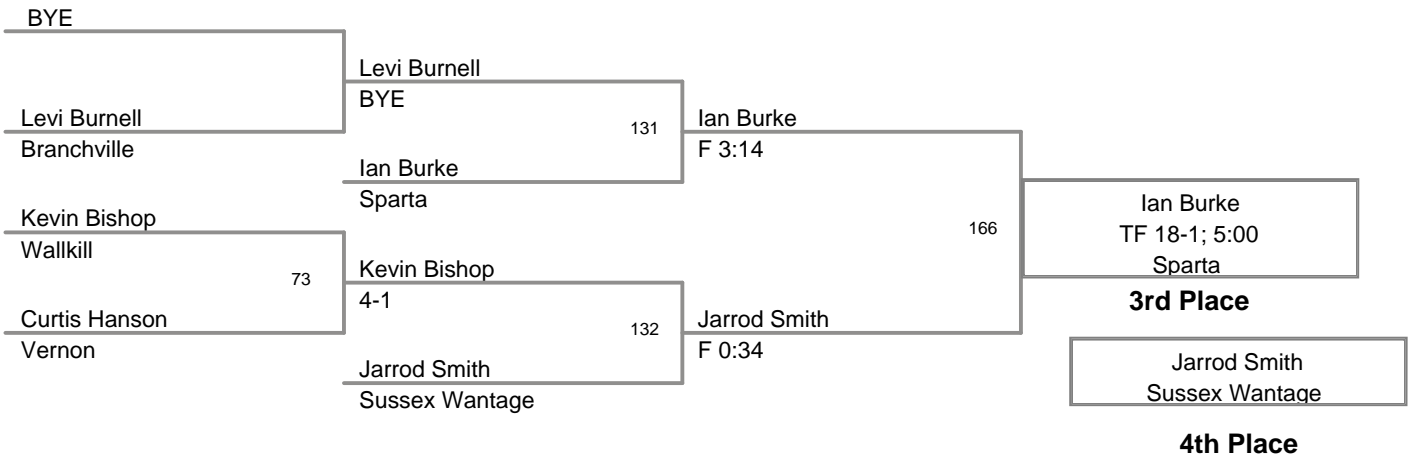 BYE
Levi Burnell
BYE
Levi Burnell
Branchville
131
Ian Burke
F 3:14
Ian Burke
Sparta
Kevin Bishop
Wallkill
73
Kevin Bishop
4-1
Curtis Hanson
Vernon
132
Jarrod Smith
F 0:34
Jarrod Smith
Sussex Wantage
166
Ian Burke
TF 18-1; 5:00
Sparta
3rd Place
Jarrod Smith
Sussex Wantage
4th Place